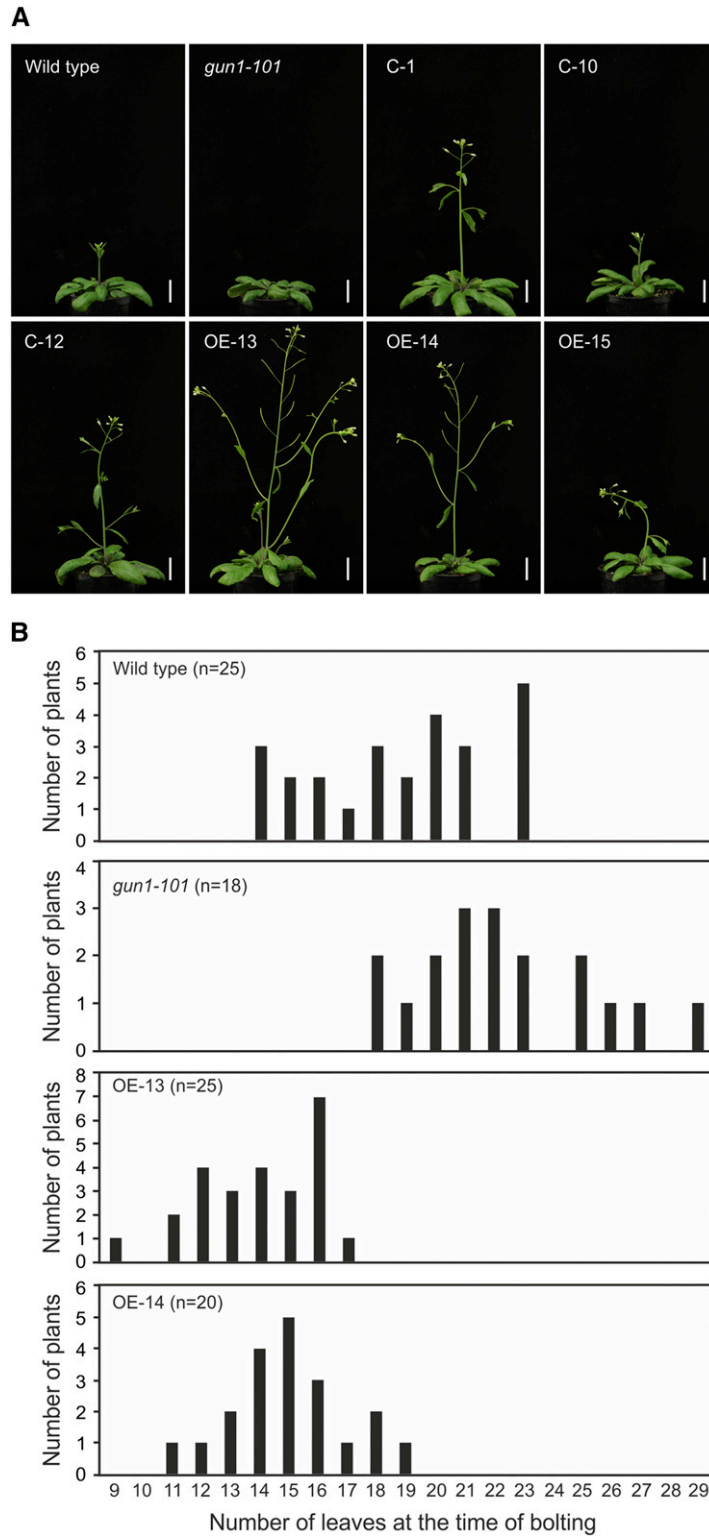 A
Wild type
gun1-101
C-1
C-10
C-12
OE-13
OE-14
OE-15
B
Number of plants
6
5
4
3
2
1
0
Wild type (n=25)
Number of plants
4
3
2
1
0
gun1-101 (n=18)
Number of plants
8
7
6
5
4
3
2
1
0
OE-13 (n=25)
Number of plants
6
5
4
3
2
1
0
OE-14 (n=20)
9 10 11 12 13 14 15 16 17 18 19 20 21 22 23 24 25 26 27 28 29
Number of leaves at the time of bolting